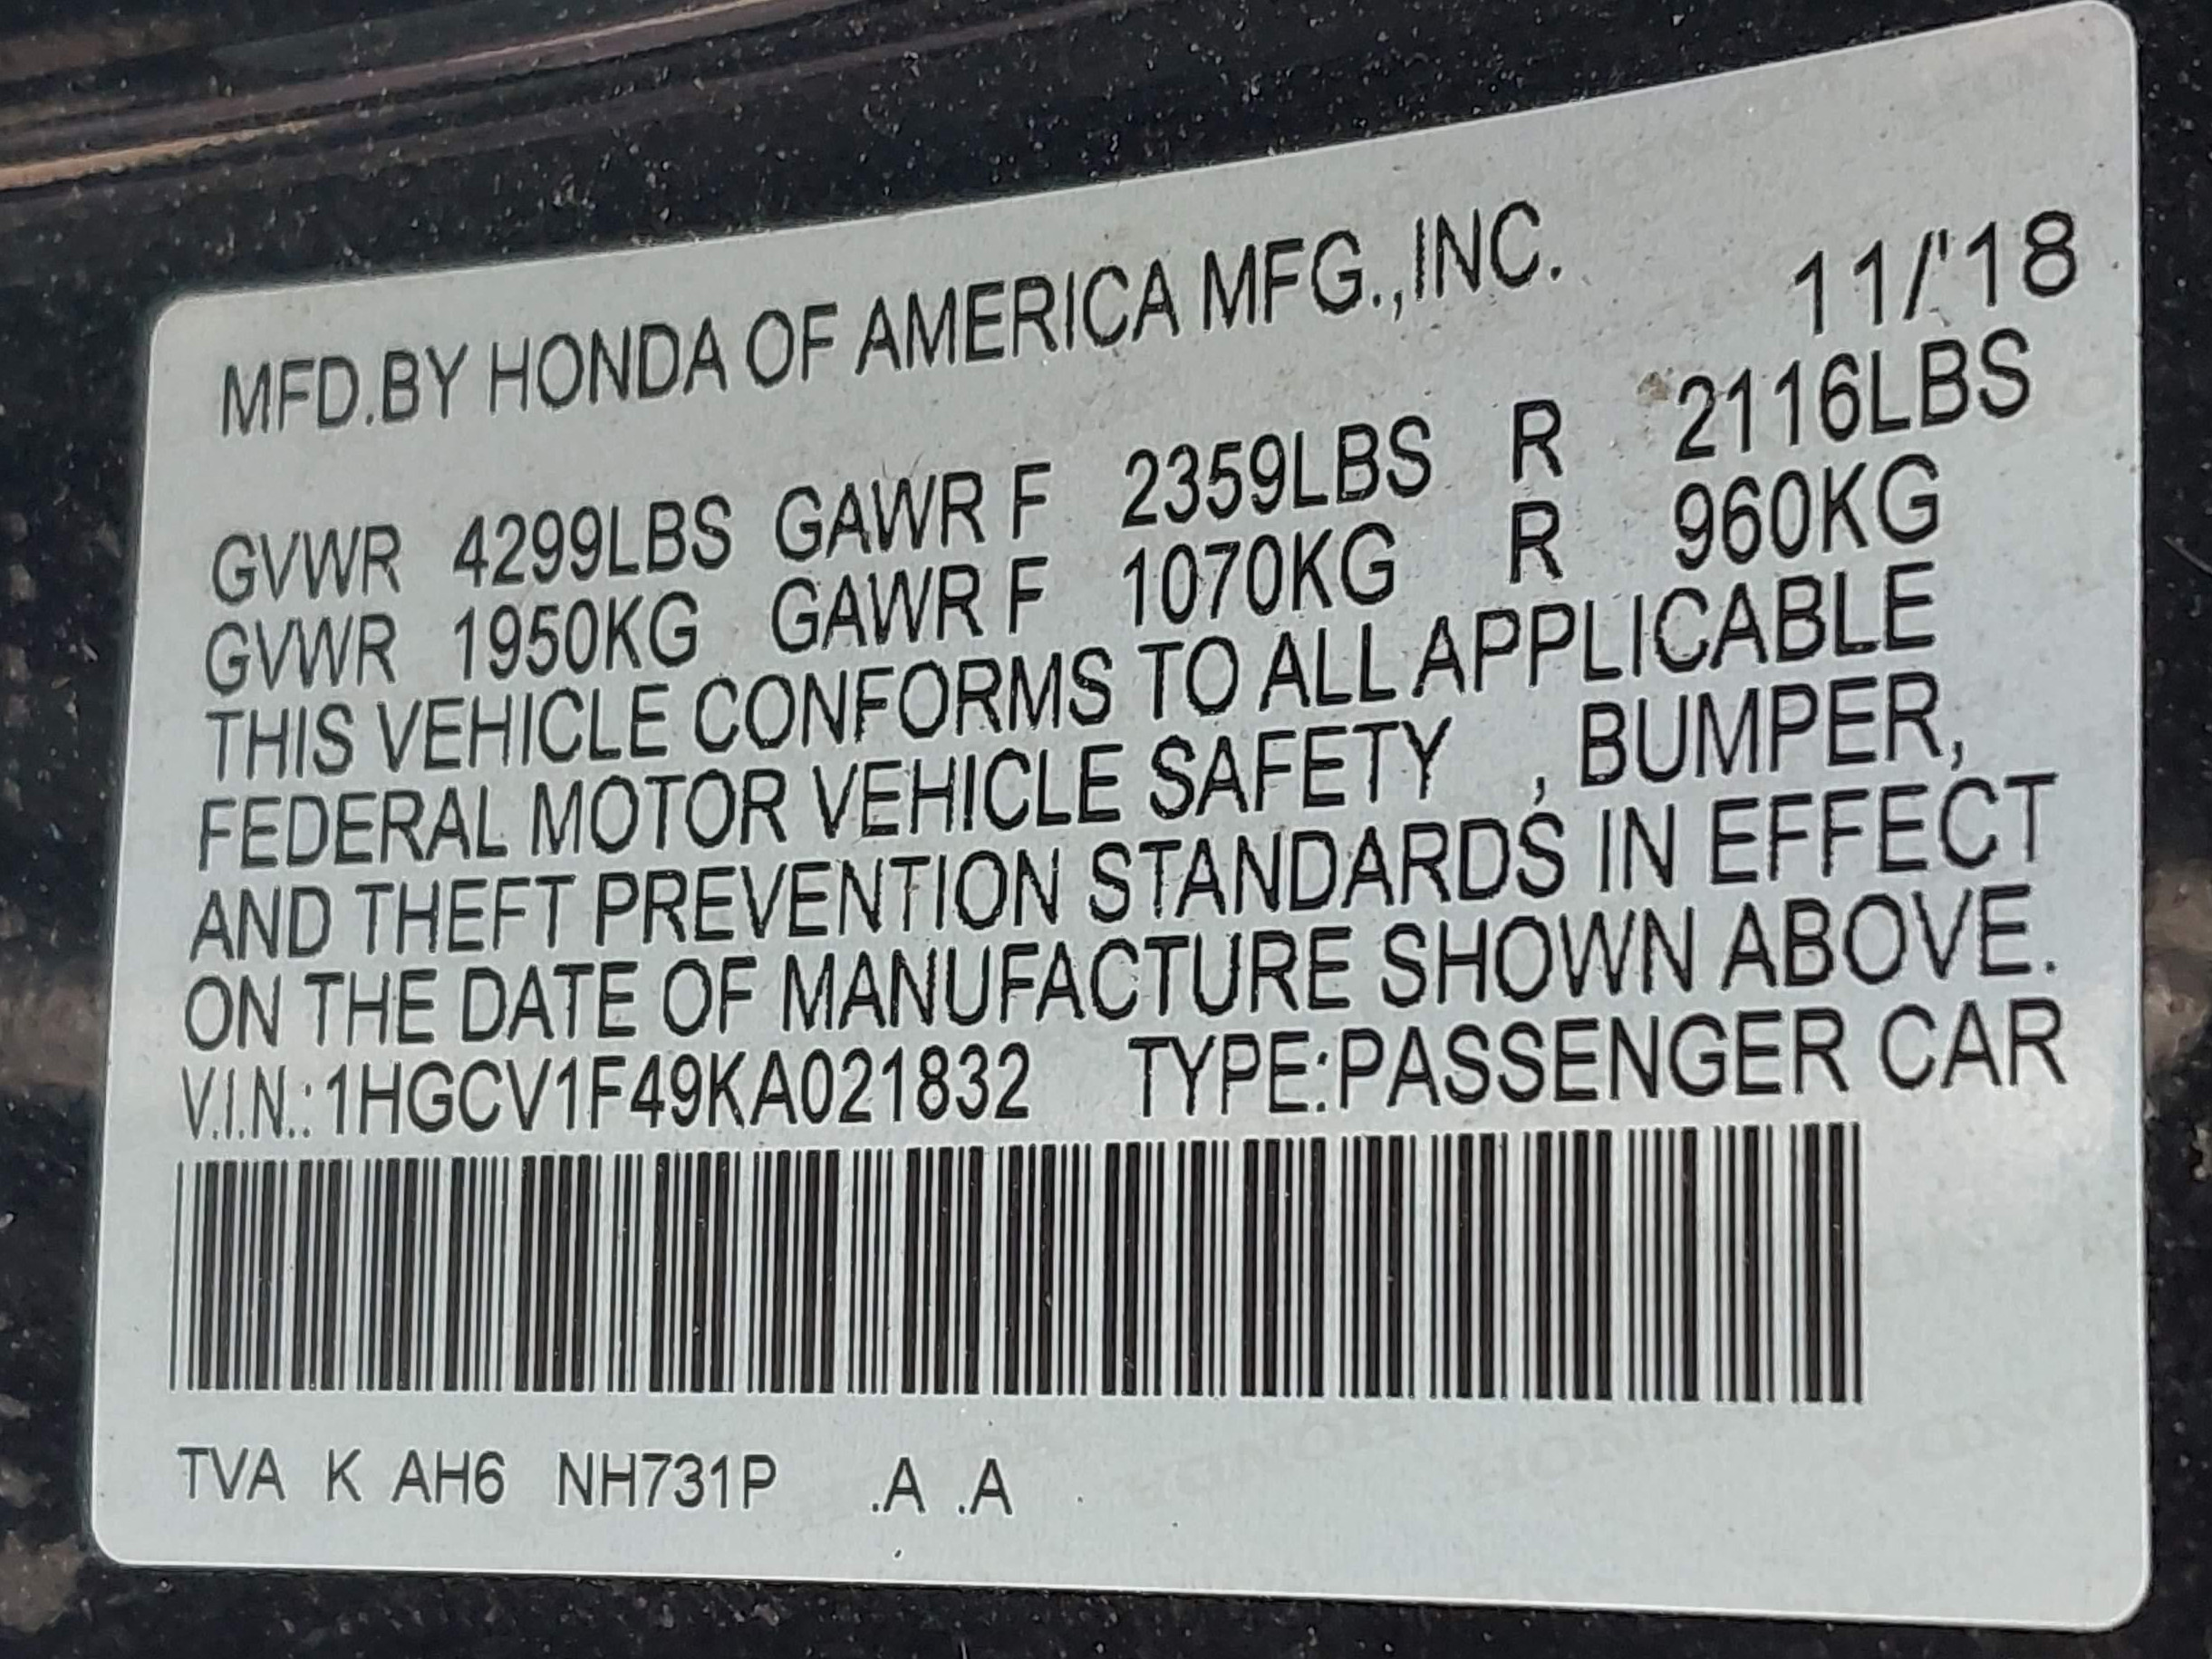 MFD.BY HONDA OF AMERICA MFG.,INC.
11/'18
GVWR 4299LBS GAWR F 2359LBS R 2116LBS
GVWR 1950KG GAWR F 1070KG R 960KG
THIS VEHICLE CONFORMS TO ALL APPLICABLE
FEDERAL MOTOR VEHICLE SAFETY , BUMPER,
AND THEFT PREVENTION STANDARDS IN EFFECT
ON THE DATE OF MANUFACTURE SHOWN ABOVE.
V.I.N.:1HGCV1F49KA021832 TYPE:PASSENGER CAR
TVA K AH6 NH731P .A .A